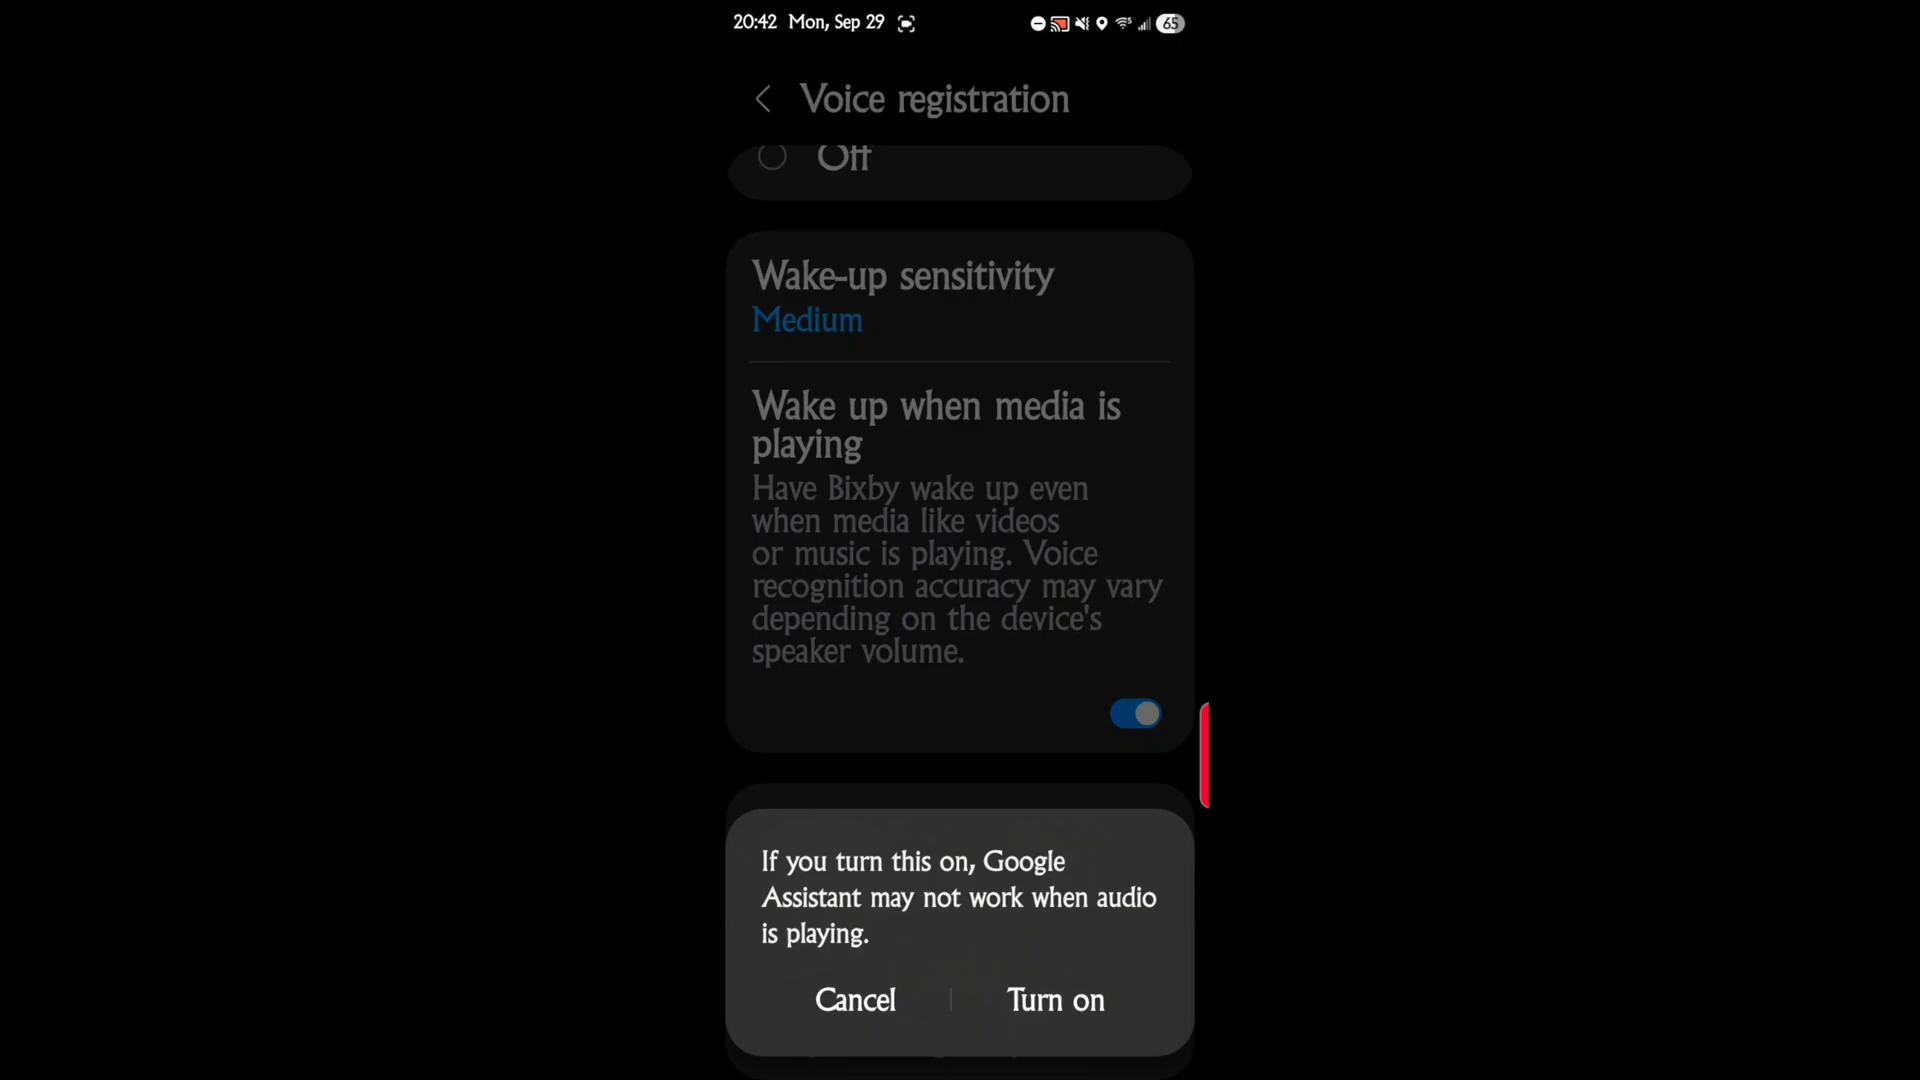 20:42 Mon, Sep 29
65
Voice registration
Off
Wake-up sensitivity
Medium
Wake up when media is
playing
Have Bixby wake up even
when media like videos
or music is playing. Voice
recognition accuracy may vary
depending on the device's
speaker volume.
If you turn this on, Google
Assistant may not work when audio
is playing.
Cancel
Turn on